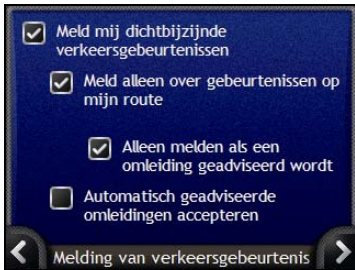 Meld mij dichtbijzijnde
verkeersgebeurtenissen
Meld alleen over gebeurtenissen op
mijn route
Alleen melden als een
omleiding geadviseerd wordt
Automatisch geadviseerde
omleidingen accepteren
Melding van verkeersgebeurtenis